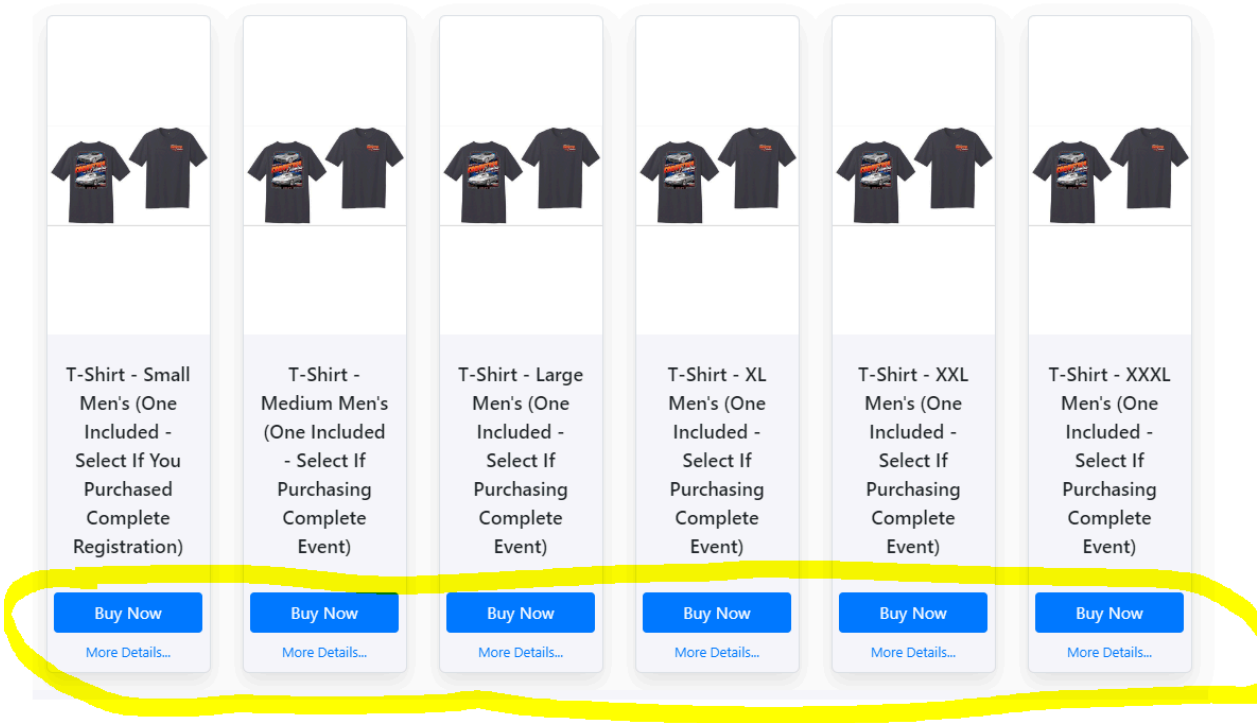 T-Shirt - Small
Men's (One
Included -
Select If You
Purchased
Complete
Registration)
Buy Now
More Details...
T-Shirt -
Medium Men's
(One Included
- Select If
Purchasing
Complete
Event)
Buy Now
More Details...
T-Shirt - Large
Men's (One
Included -
Select If
Purchasing
Complete
Event)
Buy Now
More Details...
T-Shirt - XL
Men's (One
Included -
Select If
Purchasing
Complete
Event)
Buy Now
More Details...
T-Shirt - XXL
Men's (One
Included -
Select If
Purchasing
Complete
Event)
Buy Now
More Details...
T-Shirt - XXXL
Men's (One
Included -
Select If
Purchasing
Complete
Event)
Buy Now
More Details...